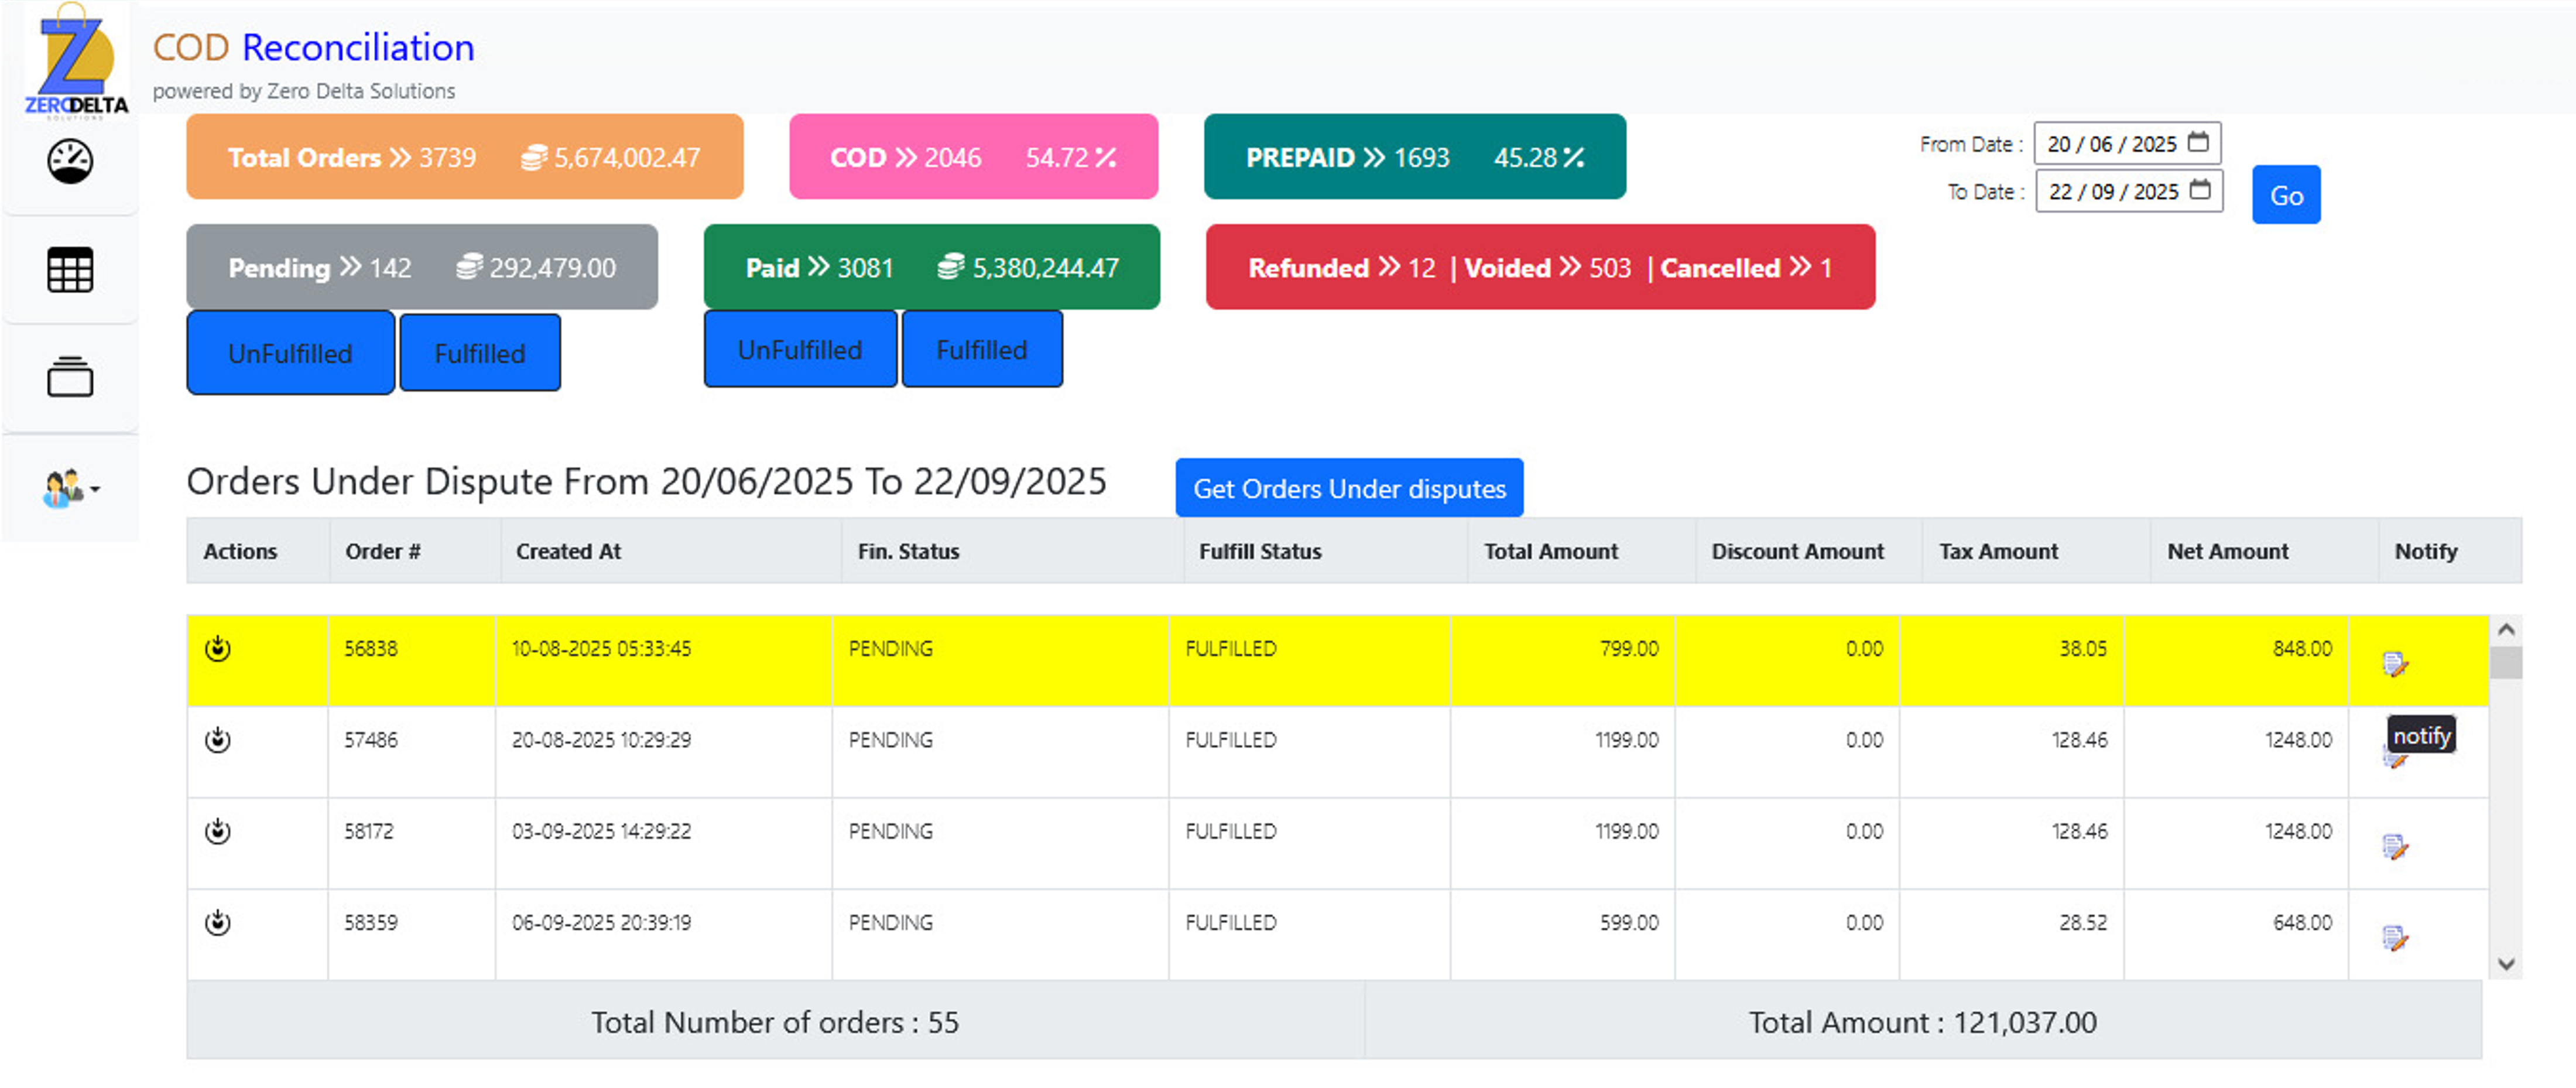 ZERODELTA
SOLUTIONS
COD Reconciliation
powered by Zero Delta Solutions
Total Orders » 3739 5,674,002.47
COD » 2046 54.72 %
PREPAID » 1693 45.28 %
From Date : 20 / 06 / 2025
To Date : 22 / 09 / 2025
Go
Pending » 142 292,479.00
Paid » 3081 5,380,244.47
Refunded » 12 | Voided » 503 | Cancelled » 1
UnFulfilled Fulfilled
UnFulfilled Fulfilled
Orders Under Dispute From 20/06/2025 To 22/09/2025
Get Orders Under disputes
Actions Order # Created At Fin. Status Fulfill Status Total Amount Discount Amount Tax Amount Net Amount Notify
56838 10-08-2025 05:33:45 PENDING FULFILLED 799.00 0.00 38.05 848.00
57486 20-08-2025 10:29:29 PENDING FULFILLED 1199.00 0.00 128.46 1248.00
notify
58172 03-09-2025 14:29:22 PENDING FULFILLED 1199.00 0.00 128.46 1248.00
58359 06-09-2025 20:39:19 PENDING FULFILLED 599.00 0.00 28.52 648.00
Total Number of orders : 55 Total Amount : 121,037.00